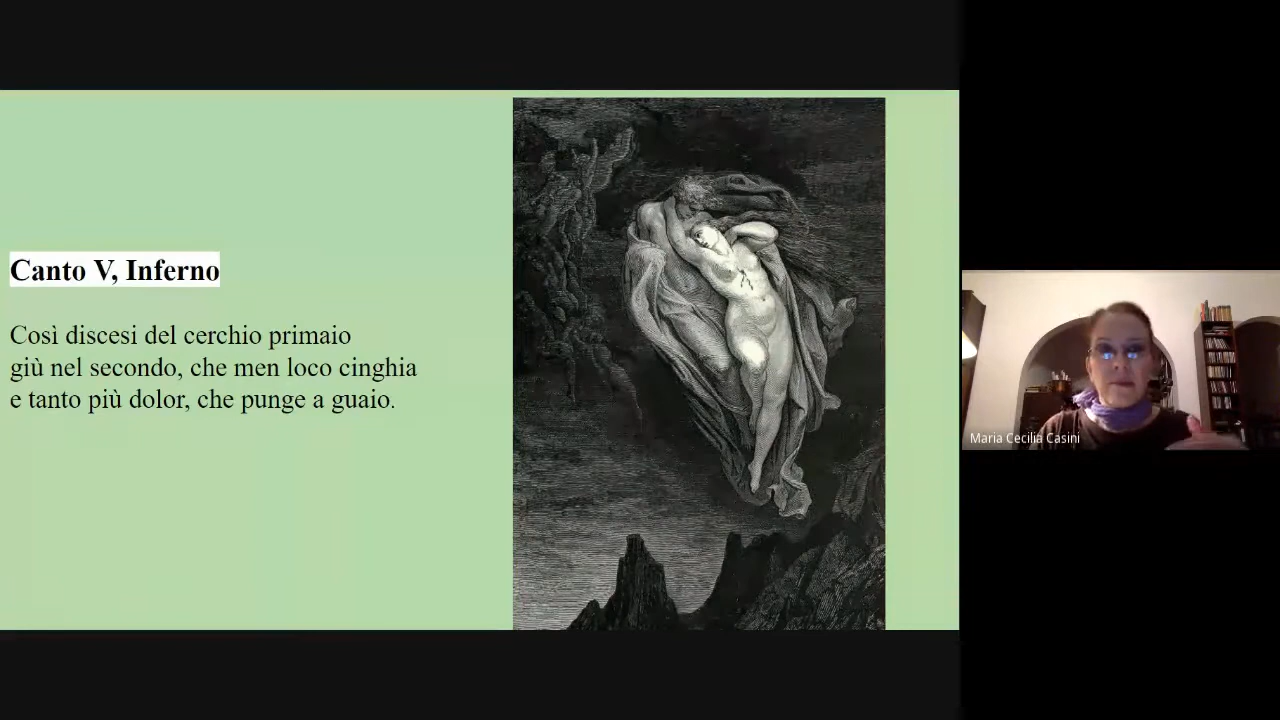 Canto V, Inferno
Così discesi del cerchio primaio
giù nel secondo, che men loco cinghia
e tanto più dolor, che punge a guaio.
Maria Cecilia Casini